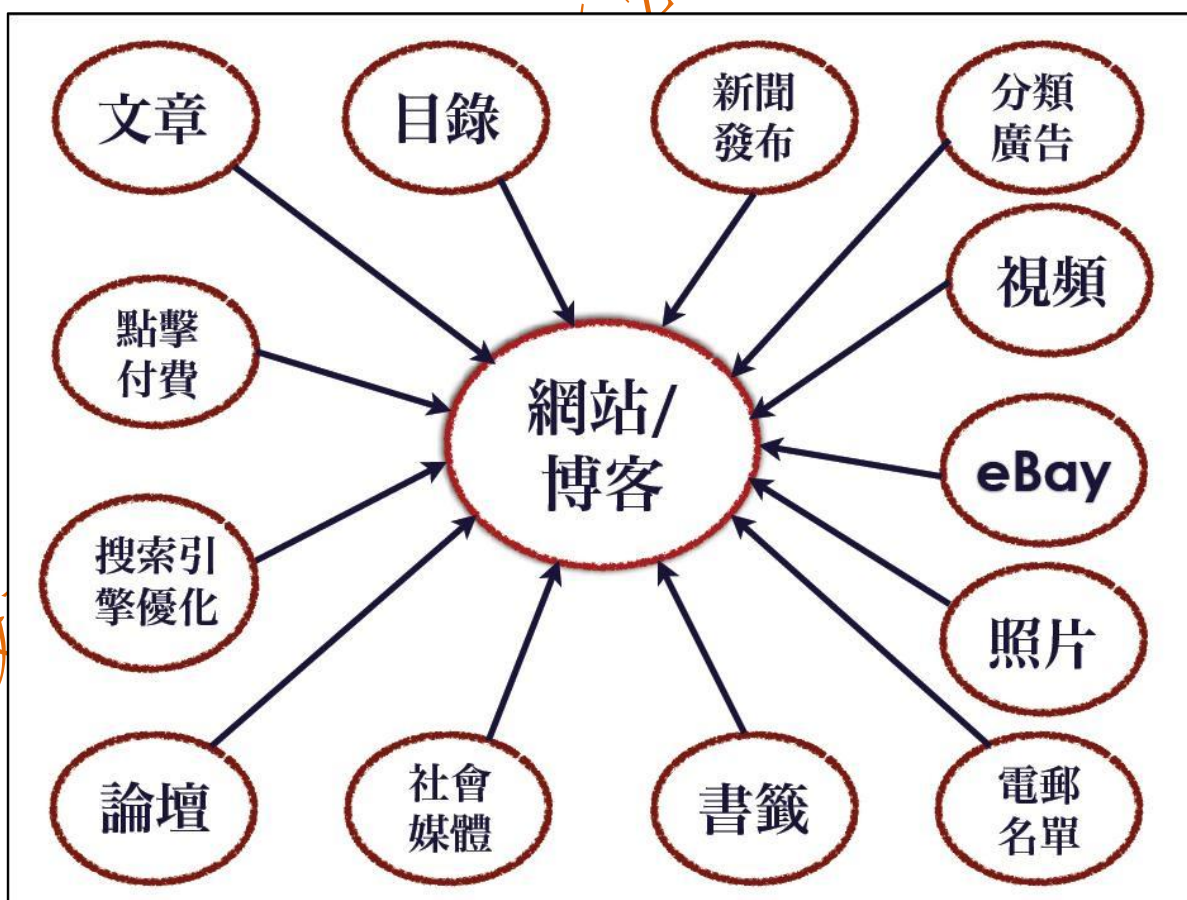 文章
目錄
新聞
發布
分類
廣告
視頻
點擊
付費
網站/
博客
eBay
搜索引
擎優化
照片
論壇
社會
媒體
書籤
電郵
名單